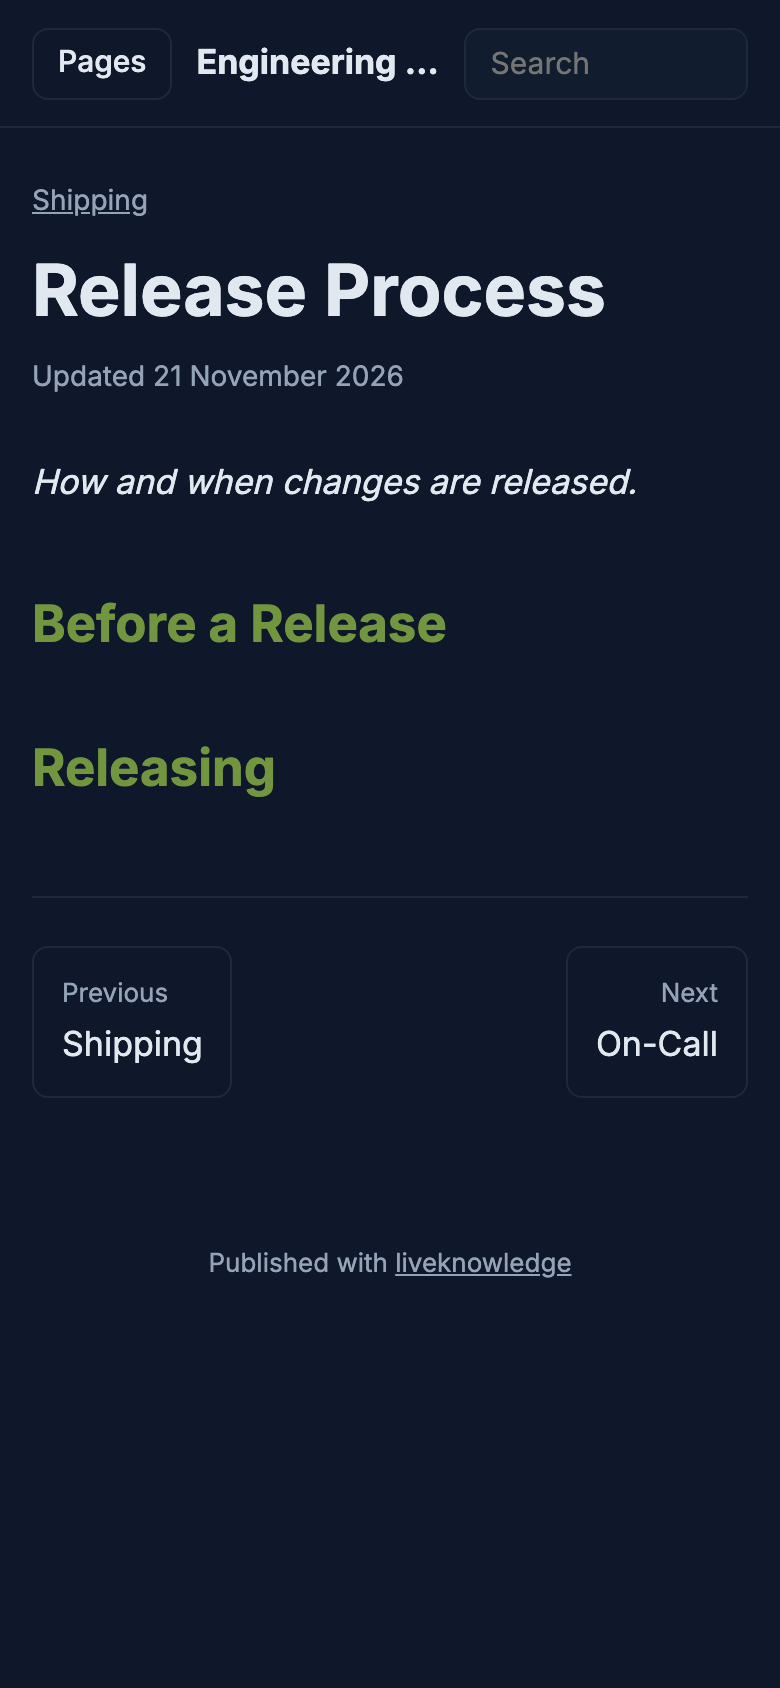 Pages
Engineering ...
Search
Shipping
Release Process
Updated 21 November 2026
How and when changes are released.
Before a Release
Releasing
Previous
Shipping
Next
On-Call
Published with liveknowledge